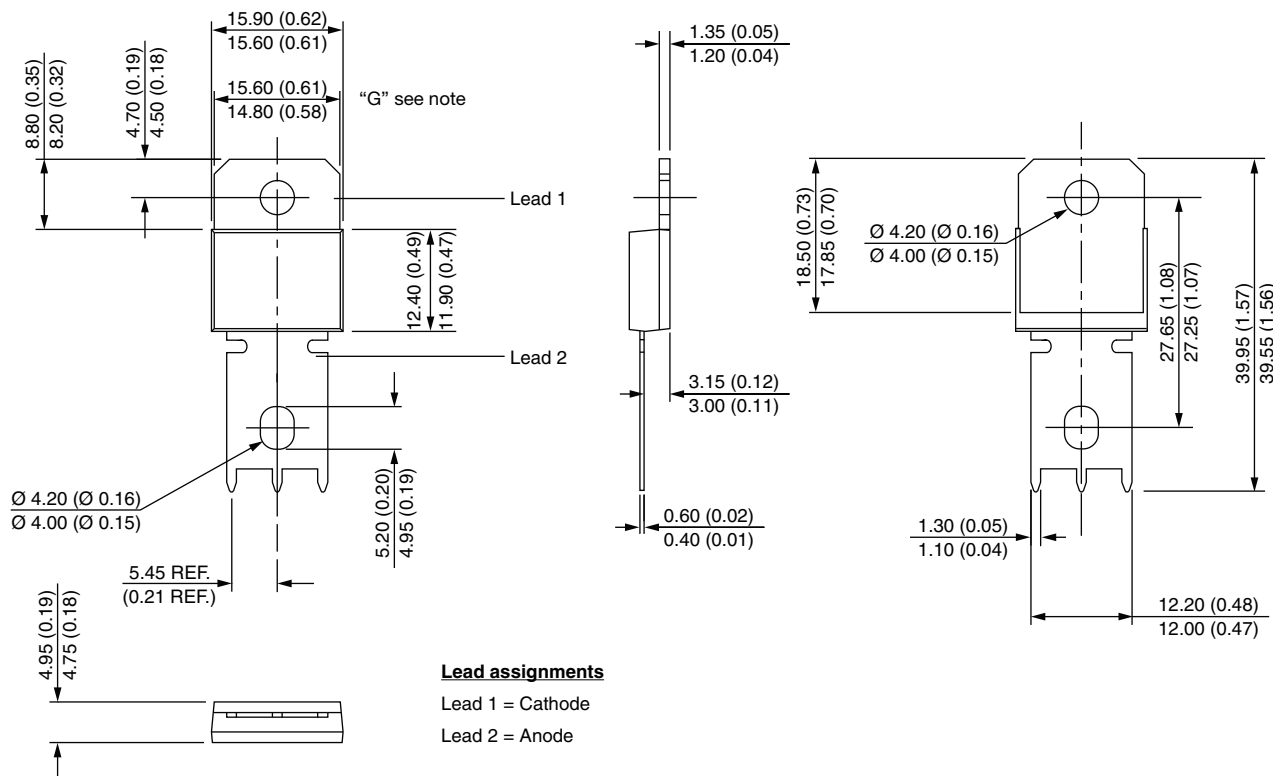 15.90 (0.62)
15.60 (0.61)
15.60 (0.61)
14.80 (0.58)
“G” see note
8.80 (0.35)
8.20 (0.32)
4.70 (0.19)
4.50 (0.18)
Lead 1
12.40 (0.49)
11.90 (0.47)
Lead 2
Ø 4.20 (Ø 0.16)
Ø 4.00 (Ø 0.15)
5.20 (0.20)
4.95 (0.19)
5.45 REF.
(0.21 REF.)
4.95 (0.19)
4.75 (0.18)
1.35 (0.05)
1.20 (0.04)
3.15 (0.12)
3.00 (0.11)
0.60 (0.02)
0.40 (0.01)
18.50 (0.73)
17.85 (0.70)
Ø 4.20 (Ø 0.16)
Ø 4.00 (Ø 0.15)
27.65 (1.08)
27.25 (1.07)
39.95 (1.57)
39.55 (1.56)
1.30 (0.05)
1.10 (0.04)
12.20 (0.48)
12.00 (0.47)
Lead assignments
Lead 1 = Cathode
Lead 2 = Anode